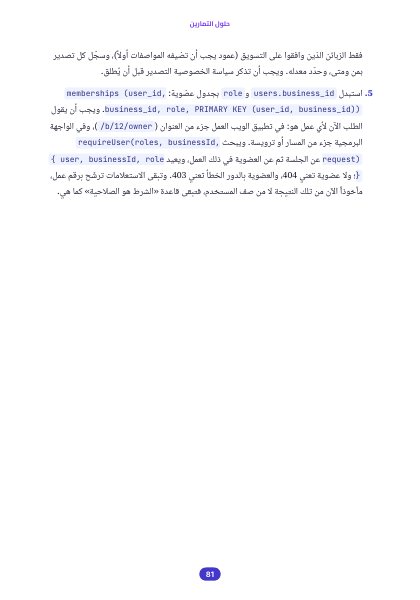 حلول التمارين
فقط الزبائن الذين وافقوا على التسويق (عمود يجب أن تضيفه المواصفات أولاً)، وسجّل كل تصدير
بمن ومتى، وحدّد معدله. ويجب أن تذكر سياسة الخصوصية التصدير قبل أن يُطلق.
5. استبدل users.business_id و role بجدول عضوية: memberships (user_id,
business_id, role, PRIMARY KEY (user_id, business_id)). ويجب أن يقول
الطلب الآن لأي عمل هو: في تطبيق الويب العمل جزء من العنوان (/b/12/owner)، وفي الواجهة
البرمجية جزء من المسار أو ترويسة. ويبحث requireUser(roles, businessId,
request) عن الجلسة ثم عن العضوية في ذلك العمل، ويعيد { user, businessId, role
}؛ ولا عضوية تعني 404، والعضوية بالدور الخطأ تعني 403. وتبقى الاستعلامات ترشّح برقم عمل،
مأخوذاً الآن من تلك النتيجة لا من صف المستخدم، فتبقى قاعدة «الشرط هو الصلاحية» كما هي.
81